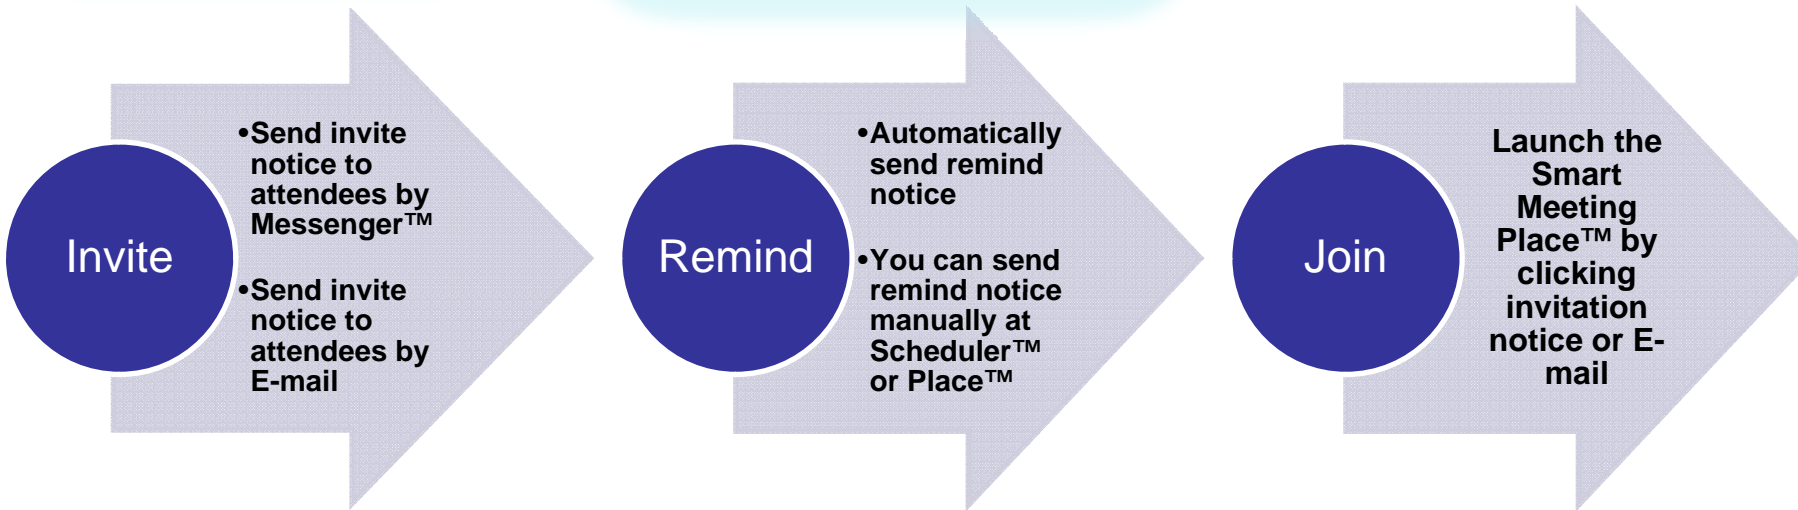 Invite
•Send invite
notice to
attendees by
Messenger™
•Send invite
notice to
attendees by
E-mail
Remind
•Automatically
send remind
notice
•You can send
remind notice
manually at
Scheduler™
or Place™
Join
Launch the
Smart
Meeting
Place™ by
clicking
invitation
notice or E-
mail